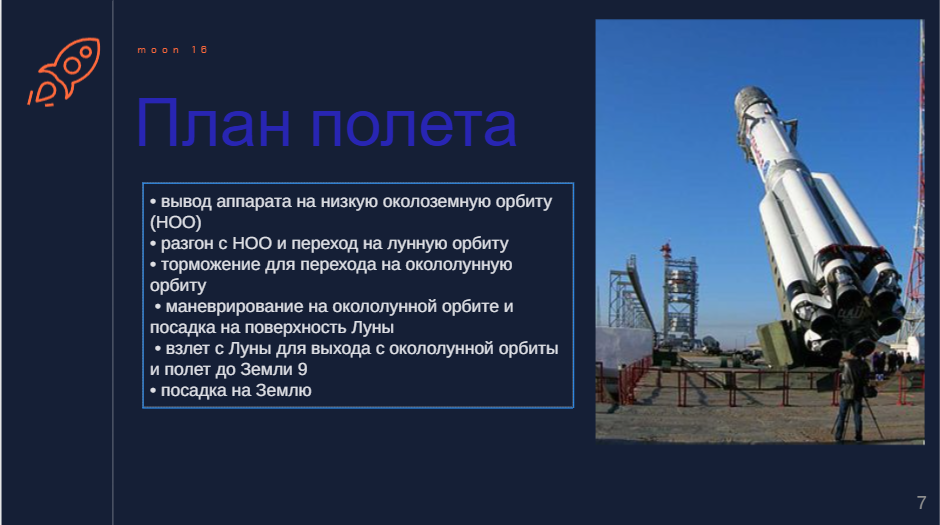 moon 16
План полета
• вывод аппарата на низкую околоземную орбиту
(НОО)
• разгон с НОО и переход на лунную орбиту
• торможение для перехода на окололунную
орбиту
• маневрирование на окололунной орбите и
посадка на поверхность Луны
• взлет с Луны для выхода с окололунной орбиты
и полет до Земли 9
• посадка на Землю
7